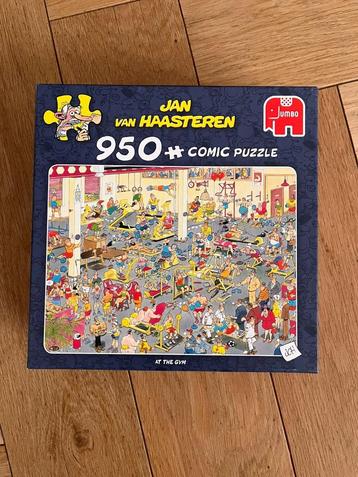 JAN
VAN HAASTEREN
JUMBO
950 COMIC PUZZLE
AT THE GYM